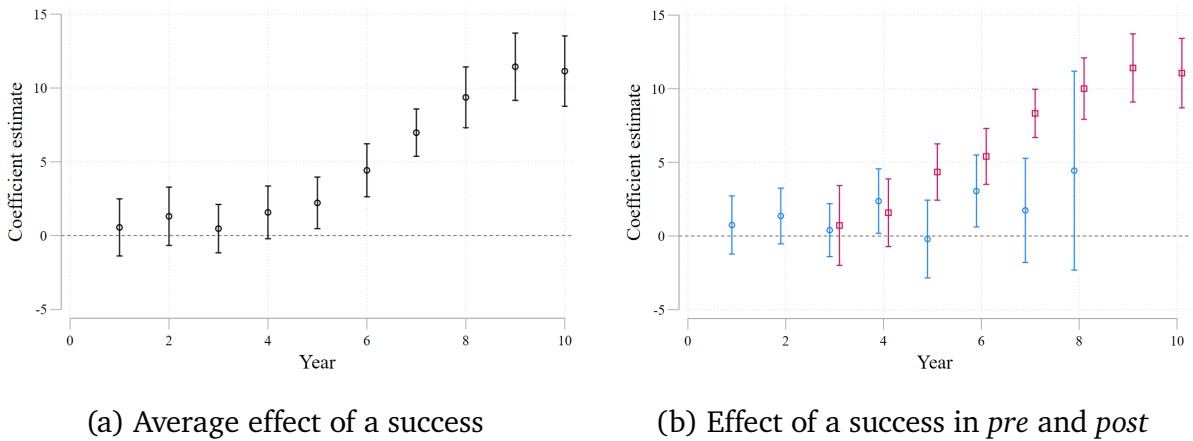 15
10
5
0
-5
Coefficient estimate
0 2 4 6 8 10
Year
(a) Average effect of a success
15
10
5
0
-5
Coefficient estimate
0 2 4 6 8 10
Year
(b) Effect of a success in pre and post